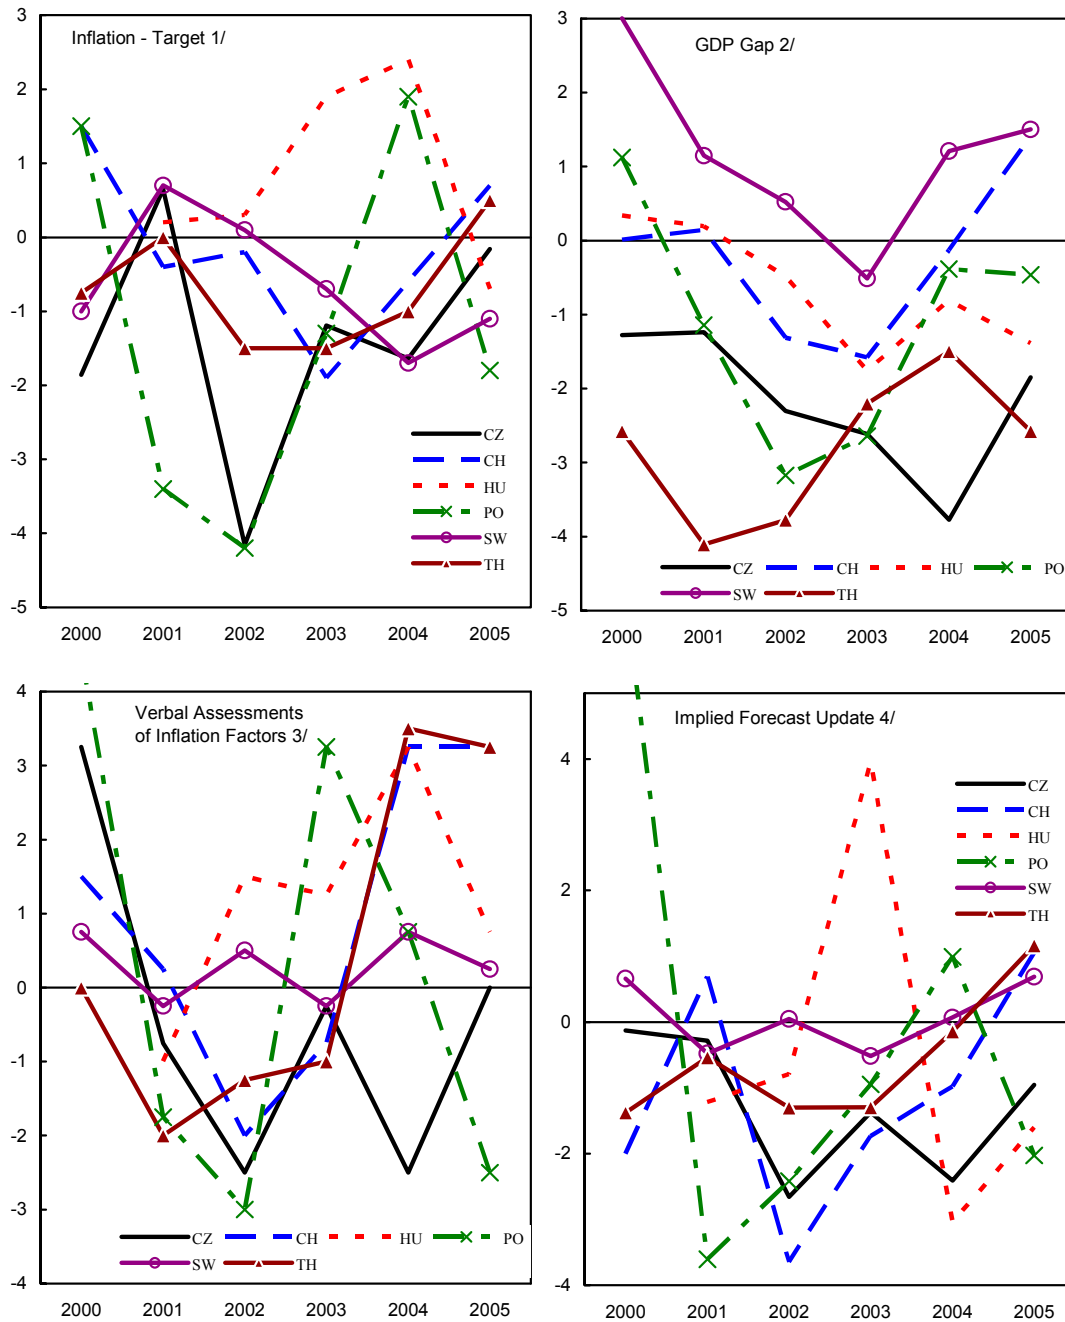 Inflation - Target 1/
3
2
1
0
-1
-2
-3
-4
-5
CZ
CH
HU
PO
SW
TH
2000 2001 2002 2003 2004 2005
GDP Gap 2/
3
2
1
0
-1
-2
-3
-4
-5
CZ CH HU PO
SW TH
2000 2001 2002 2003 2004 2005
Verbal Assessments
of Inflation Factors 3/
4
3
2
1
0
-1
-2
-3
-4
CZ CH HU PO
SW TH
2000 2001 2002 2003 2004 2005
Implied Forecast Update 4/
4
2
0
-2
-4
CZ
CH
HU
PO
SW
TH
2000 2001 2002 2003 2004 2005